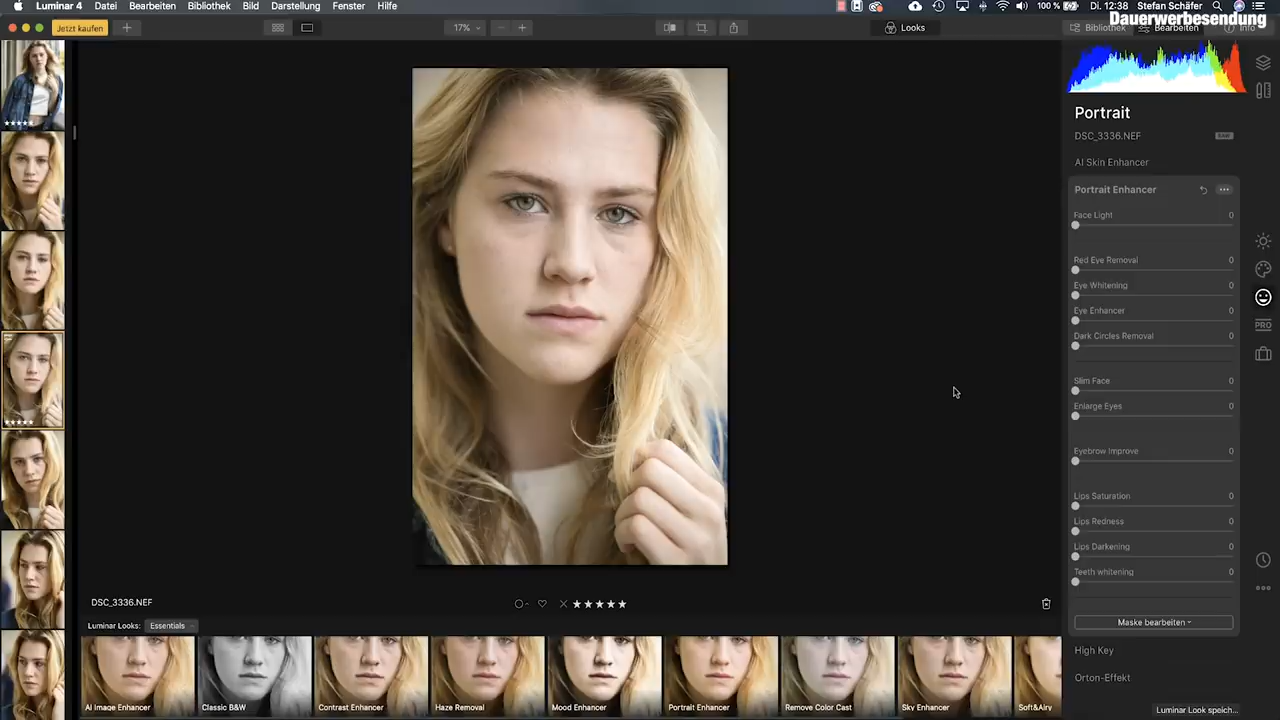 Luminar 4 Datei Bearbeiten Bibliothek Bild Darstellung Fenster Hilfe 100 % Di. 12:38 Stefan Schäfer
Dauerwerbesendung
Jetzt kaufen 17% Looks Bibliothek Bearbeiten Info
Portrait
DSC_3336.NEF RAW
AI Skin Enhancer
Portrait Enhancer
Face Light 0
Red Eye Removal 0
Eye Whitening 0
Eye Enhancer 0
Dark Circles Removal 0
Slim Face 0
Enlarge Eyes 0
Eyebrow Improve 0
Lips Saturation 0
Lips Redness 0
Lips Darkening 0
Teeth whitening 0
PRO
Maske bearbeiten
High Key
Orton-Effekt
Luminar Look speich...
DSC_3336.NEF
Luminar Looks: Essentials
AI Image Enhancer Classic B&W Contrast Enhancer Haze Removal Mood Enhancer Portrait Enhancer Remove Color Cast Sky Enhancer Soft&Airy